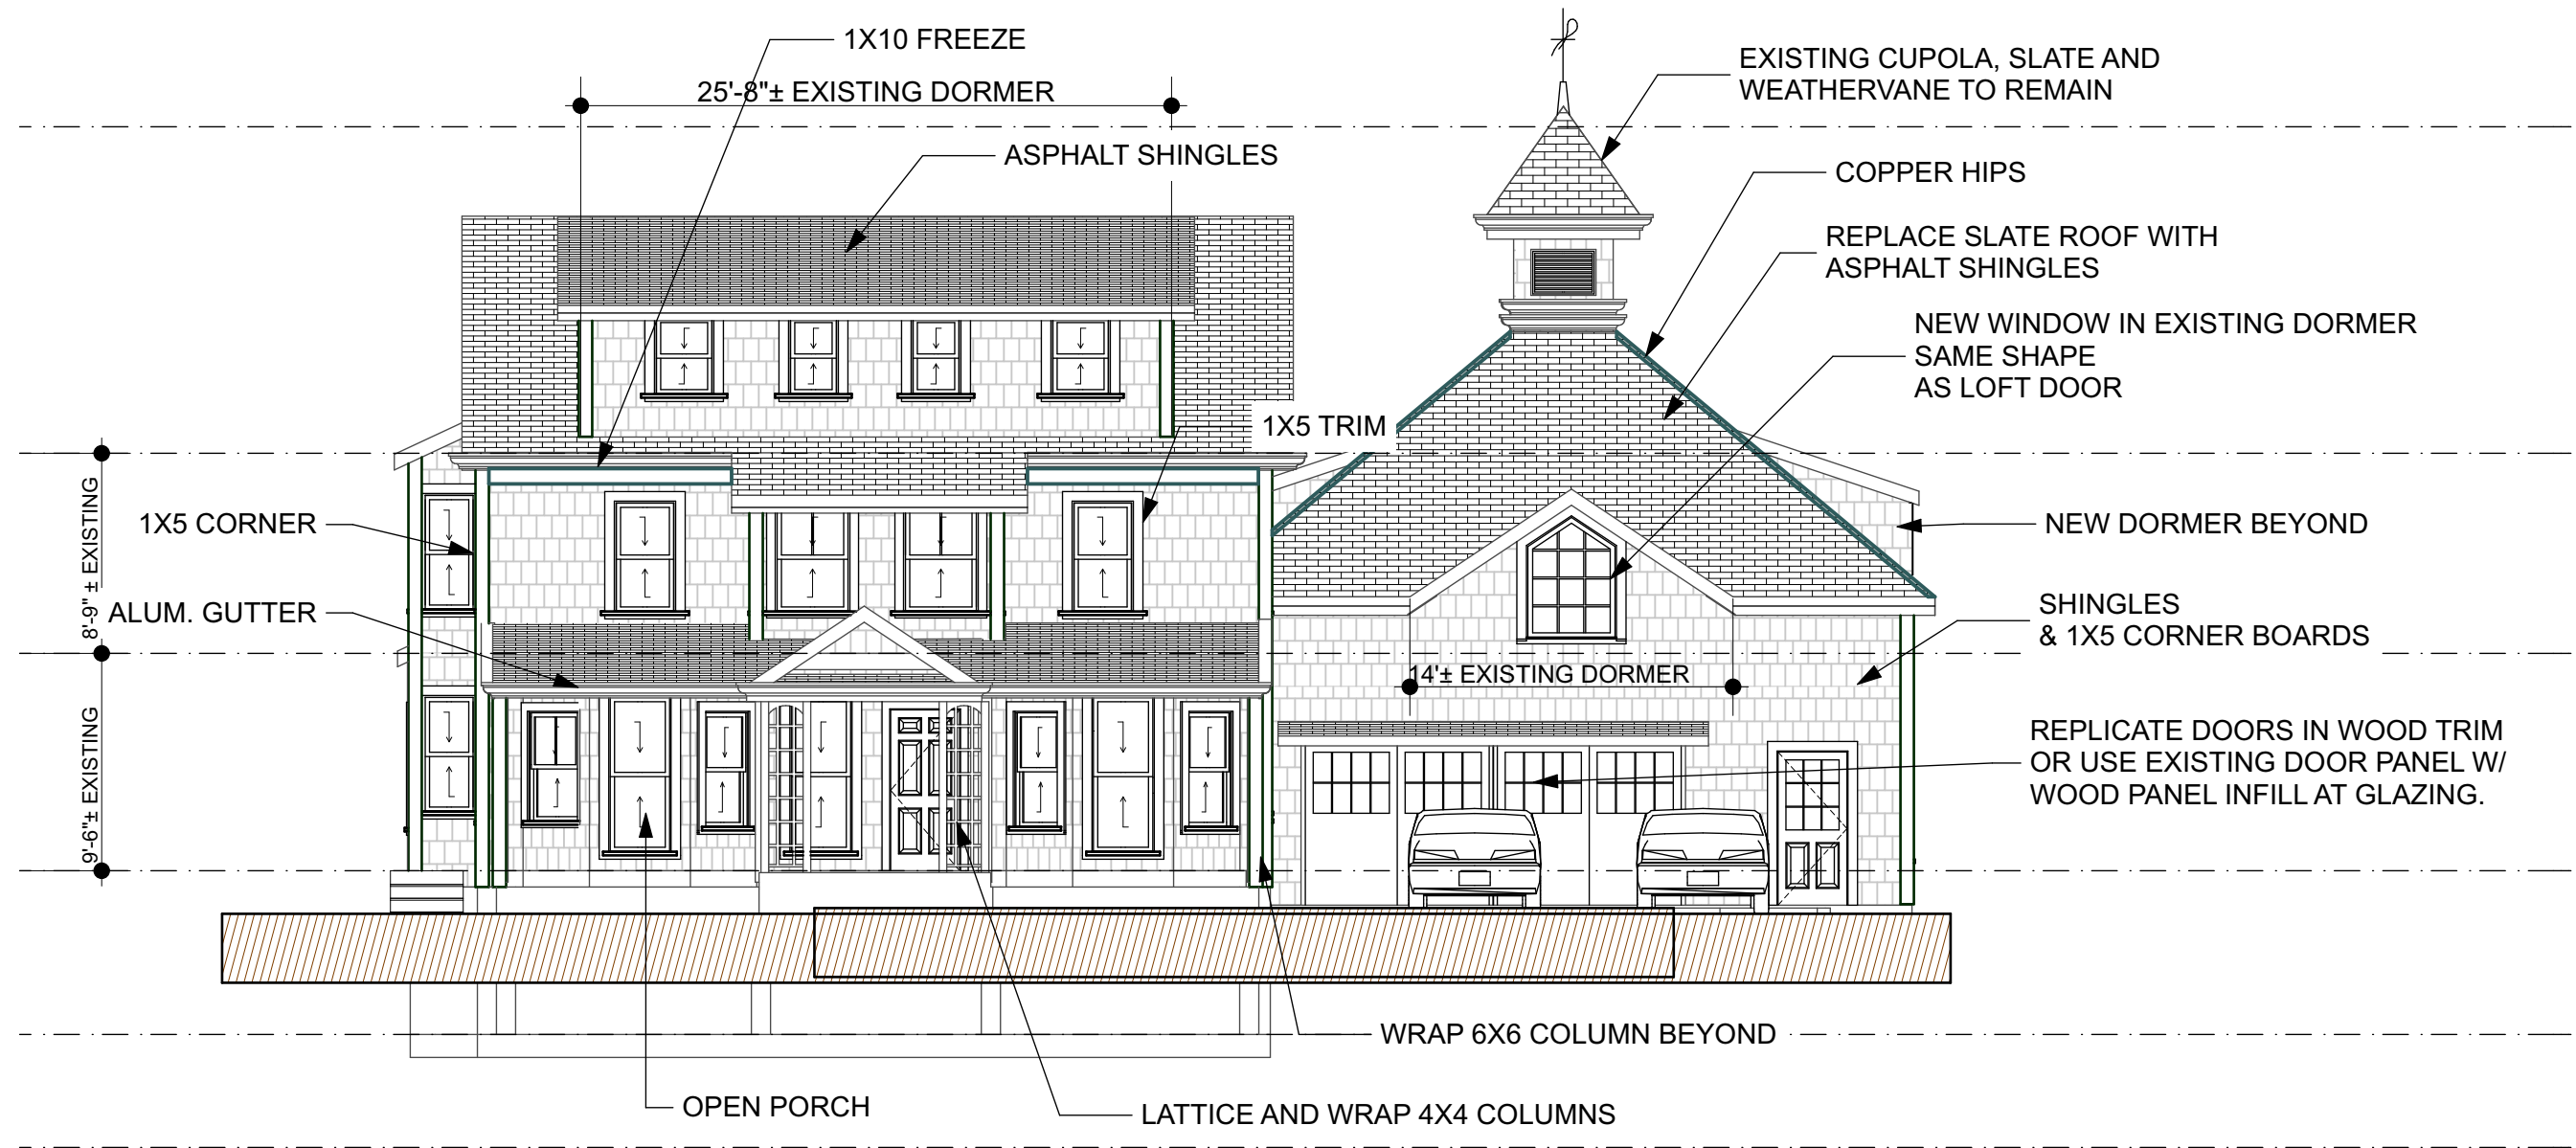 1X10 FREEZE
25'-8"± EXISTING DORMER
EXISTING CUPOLA, SLATE AND
WEATHERVANE TO REMAIN
ASPHALT SHINGLES
COPPER HIPS
REPLACE SLATE ROOF WITH
ASPHALT SHINGLES
NEW WINDOW IN EXISTING DORMER
SAME SHAPE
AS LOFT DOOR
1X5 TRIM
1X5 CORNER
NEW DORMER BEYOND
8'-9" ± EXISTING
ALUM. GUTTER
SHINGLES
& 1X5 CORNER BOARDS
14'± EXISTING DORMER
9'-6"± EXISTING
REPLICATE DOORS IN WOOD TRIM
OR USE EXISTING DOOR PANEL W/
WOOD PANEL INFILL AT GLAZING.
WRAP 6X6 COLUMN BEYOND
OPEN PORCH
LATTICE AND WRAP 4X4 COLUMNS